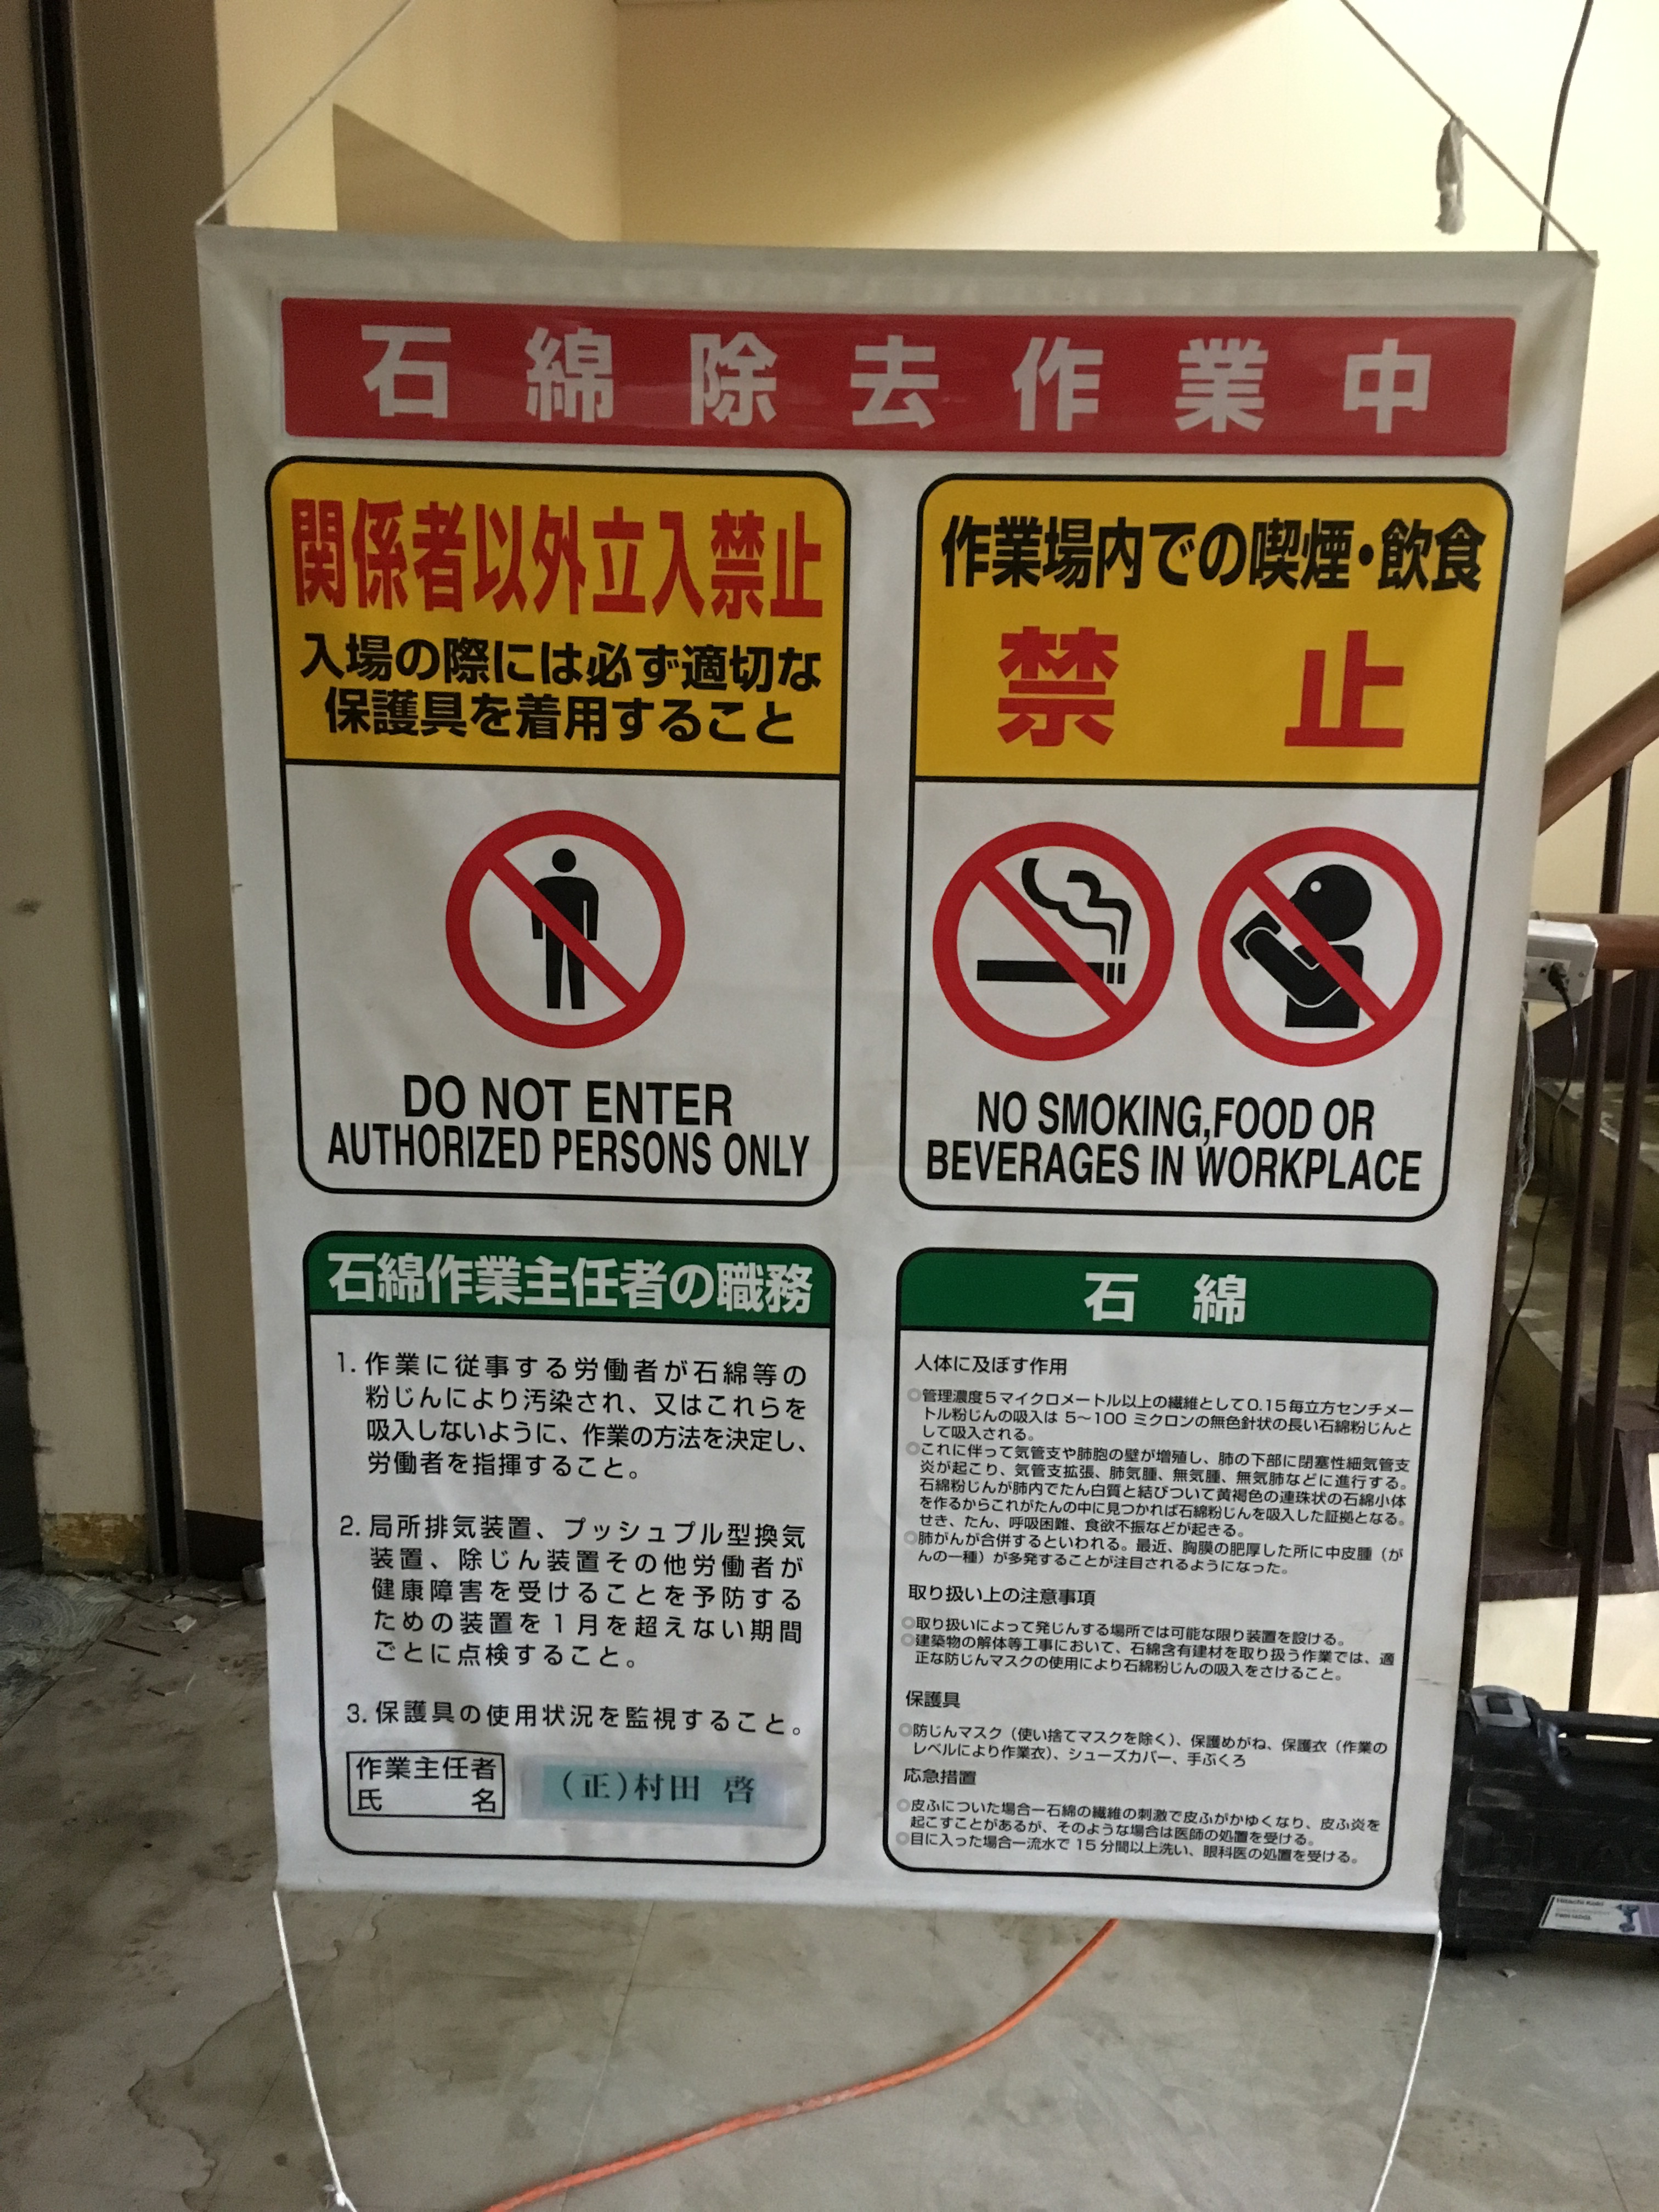 石綿除去作業中
関係者以外立入禁止
入場の際には必ず適切な
保護具を着用すること
DO NOT ENTER
AUTHORIZED PERSONS ONLY
作業場内での喫煙・飲食
禁止
NO SMOKING,FOOD OR
BEVERAGES IN WORKPLACE
石綿作業主任者の職務
1. 作業に従事する労働者が石綿等の
粉じんにより汚染され、又はこれらを
吸入しないように、作業の方法を決定し、
労働者を指揮すること。
2. 局所排気装置、プッシュプル型換気
装置、除じん装置その他労働者が
健康障害を受けることを予防する
ための装置を1月を超えない期間
ごとに点検すること。
3. 保護具の使用状況を監視すること。
作業主任者
氏名
(正)村田 啓
石綿
人体に及ぼす作用
◎管理濃度5マイクロメートル以上の繊維として0.15毎立方センチメー
トル粉じんの吸入は 5〜100 ミクロンの無色針状の長い石綿粉じんと
して吸入される。
◎これに伴って気管支や肺胞の壁が増殖し、肺の下部に閉塞性細気管支
炎が起こり、気管支拡張、肺気腫、無気腫、無気肺などに進行する。
石綿粉じんが肺内でたん白質と結びついて黄褐色の連珠状の石綿小体
を作るからこれがたんの中に見つかれば石綿粉じんを吸入した証拠となる。
せき、たん、呼吸困難、食欲不振などが起きる。
◎肺がんが合併するといわれる。最近、胸膜の肥厚した所に中皮腫（が
んの一種）が多発することが注目されるようになった。
取り扱い上の注意事項
◎取り扱いによって発じんする場所では可能な限り装置を設ける。
◎建築物の解体等工事において、石綿含有建材を取り扱う作業では、適
正な防じんマスクの使用により石綿粉じんの吸入をさけること。
保護具
◎防じんマスク（使い捨てマスクを除く）、保護めがね、保護衣（作業の
レベルにより作業衣）、シューズカバー、手ぶくろ
応急措置
◎皮ふについた場合ー石綿の繊維の刺激で皮ふがかゆくなり、皮ふ炎を
起こすことがあるが、そのような場合は医師の処置を受ける。
◎目に入った場合ー流水で 15 分間以上洗い、眼科医の処置を受ける。
Hitachi Koki